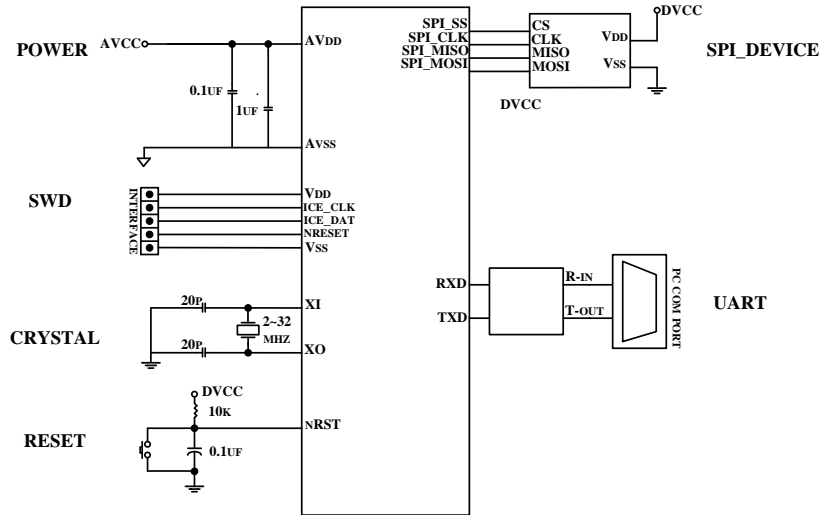 POWER
AVCC
AVDD
0.1UF
1UF
AVSS
SPI_SS
SPI_CLK
SPI_MISO
SPI_MOSI
CS
CLK
MISO
MOSI
VDD
VSS
DVCC
DVCC
SPI_DEVICE
SWD
INTERFACE
VDD
ICE_CLK
ICE_DAT
NRESET
VSS
CRYSTAL
20P
20P
2~32
MHZ
XI
XO
RXD
TXD
R-IN
T-OUT
PC COM PORT
UART
RESET
DVCC
10K
0.1UF
NRST